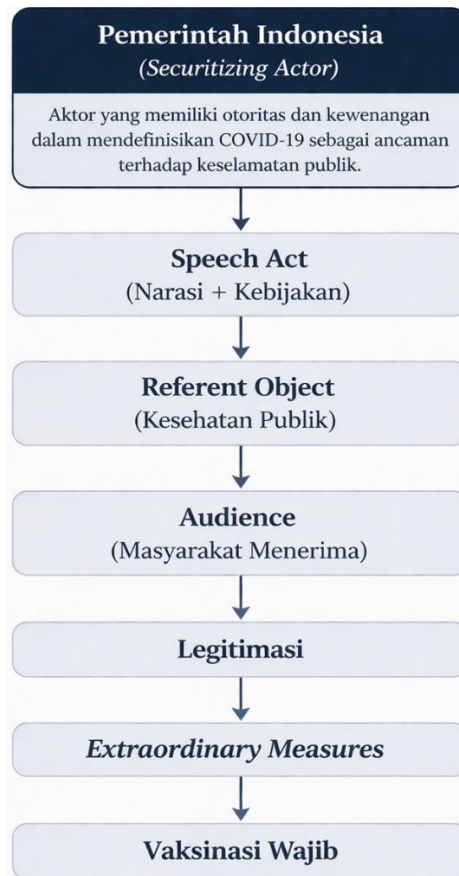 Pemerintah Indonesia
(Securitizing Actor)
Aktor yang memiliki otoritas dan kewenangan
dalam mendefinisikan COVID-19 sebagai ancaman
terhadap keselamatan publik.
Speech Act
(Narasi + Kebijakan)
Referent Object
(Kesehatan Publik)
Audience
(Masyarakat Menerima)
Legitimasi
Extraordinary Measures
Vaksinasi Wajib